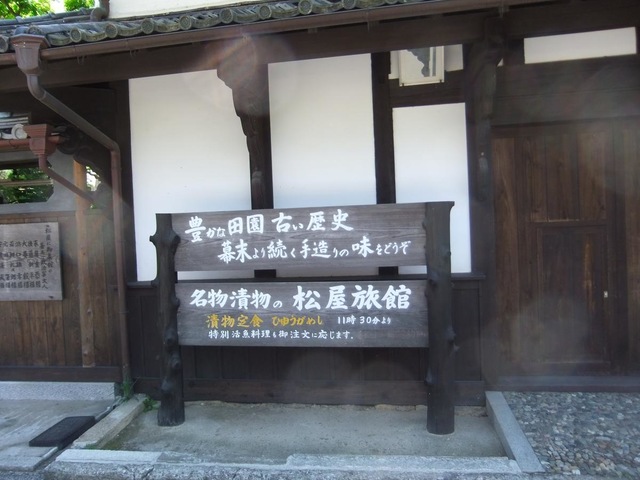 豊かな田園 古い歴史
幕末より続く手造りの味をどうぞ
名物漬物の 松屋旅館
漬物定食 ひゆうがめし 11時30分より
特別活魚料理も御注文に応じます。